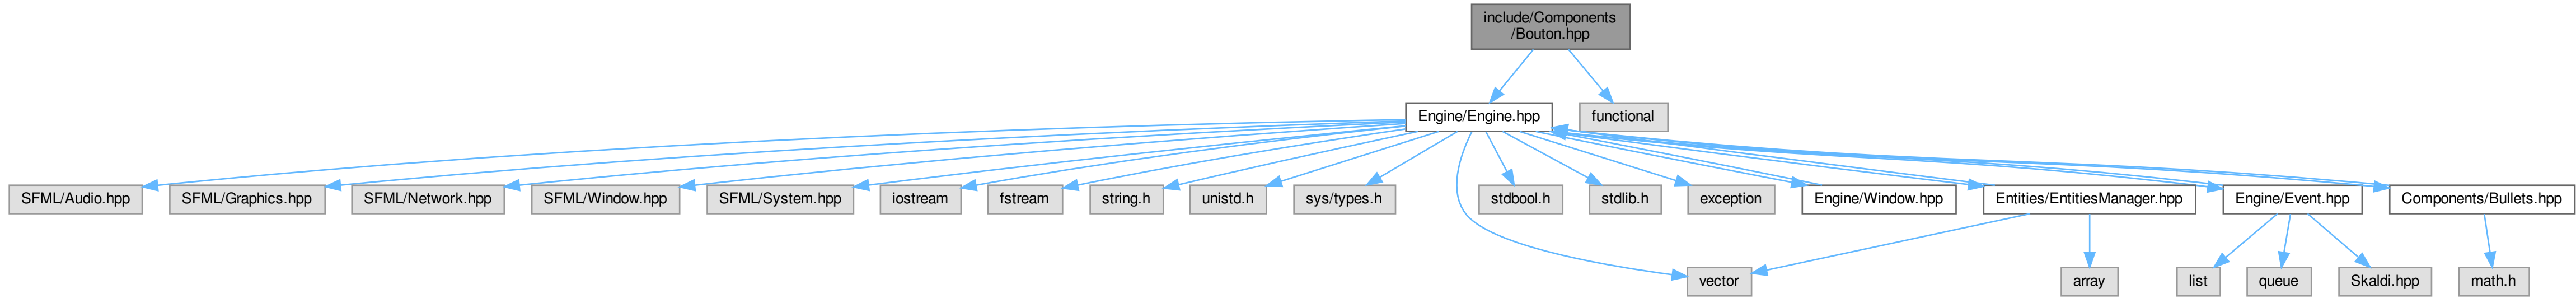 include/Components
/Bouton.hpp
Engine/Engine.hpp
functional
SFML/Audio.hpp
SFML/Graphics.hpp
SFML/Network.hpp
SFML/Window.hpp
SFML/System.hpp
iostream
fstream
string.h
unistd.h
sys/types.h
stdbool.h
stdlib.h
exception
Engine/Window.hpp
Entities/EntitiesManager.hpp
Engine/Event.hpp
Components/Bullets.hpp
vector
array
list
queue
Skaldi.hpp
math.h